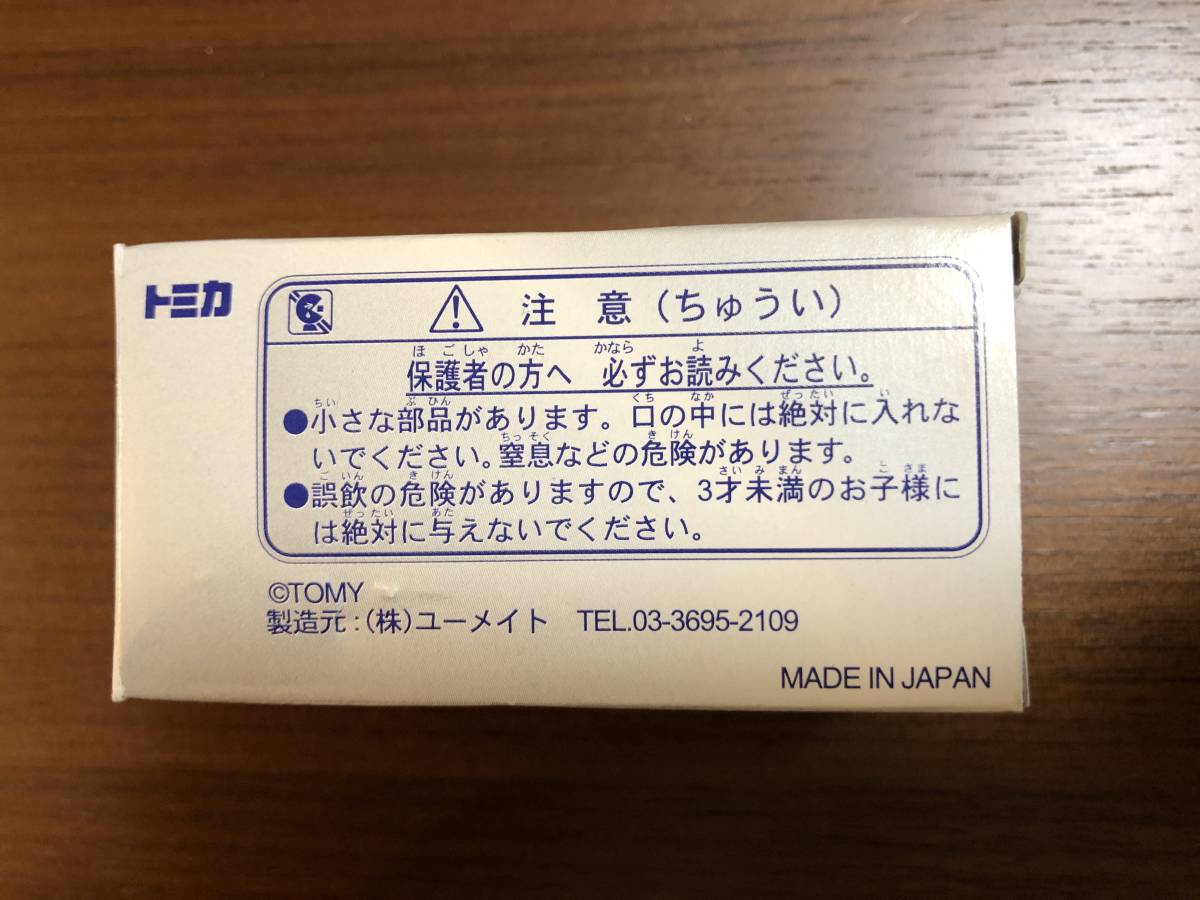 トミカ
注意(ちゅうい)
ほごしゃ かた かなら よ
保護者の方へ 必ずお読みください。
ちい ぶひん くち なか ぜったい い
●小さな部品があります。口の中には絶対に入れな
ちっそく きけん
いでください。窒息などの危険があります。
ごいん きけん さいみまん こさま
●誤飲の危険がありますので、3才未満のお子様に
ぜったい あた
は絶対に与えないでください。
©TOMY
製造元:(株)ユーメイト TEL.03-3695-2109
MADE IN JAPAN